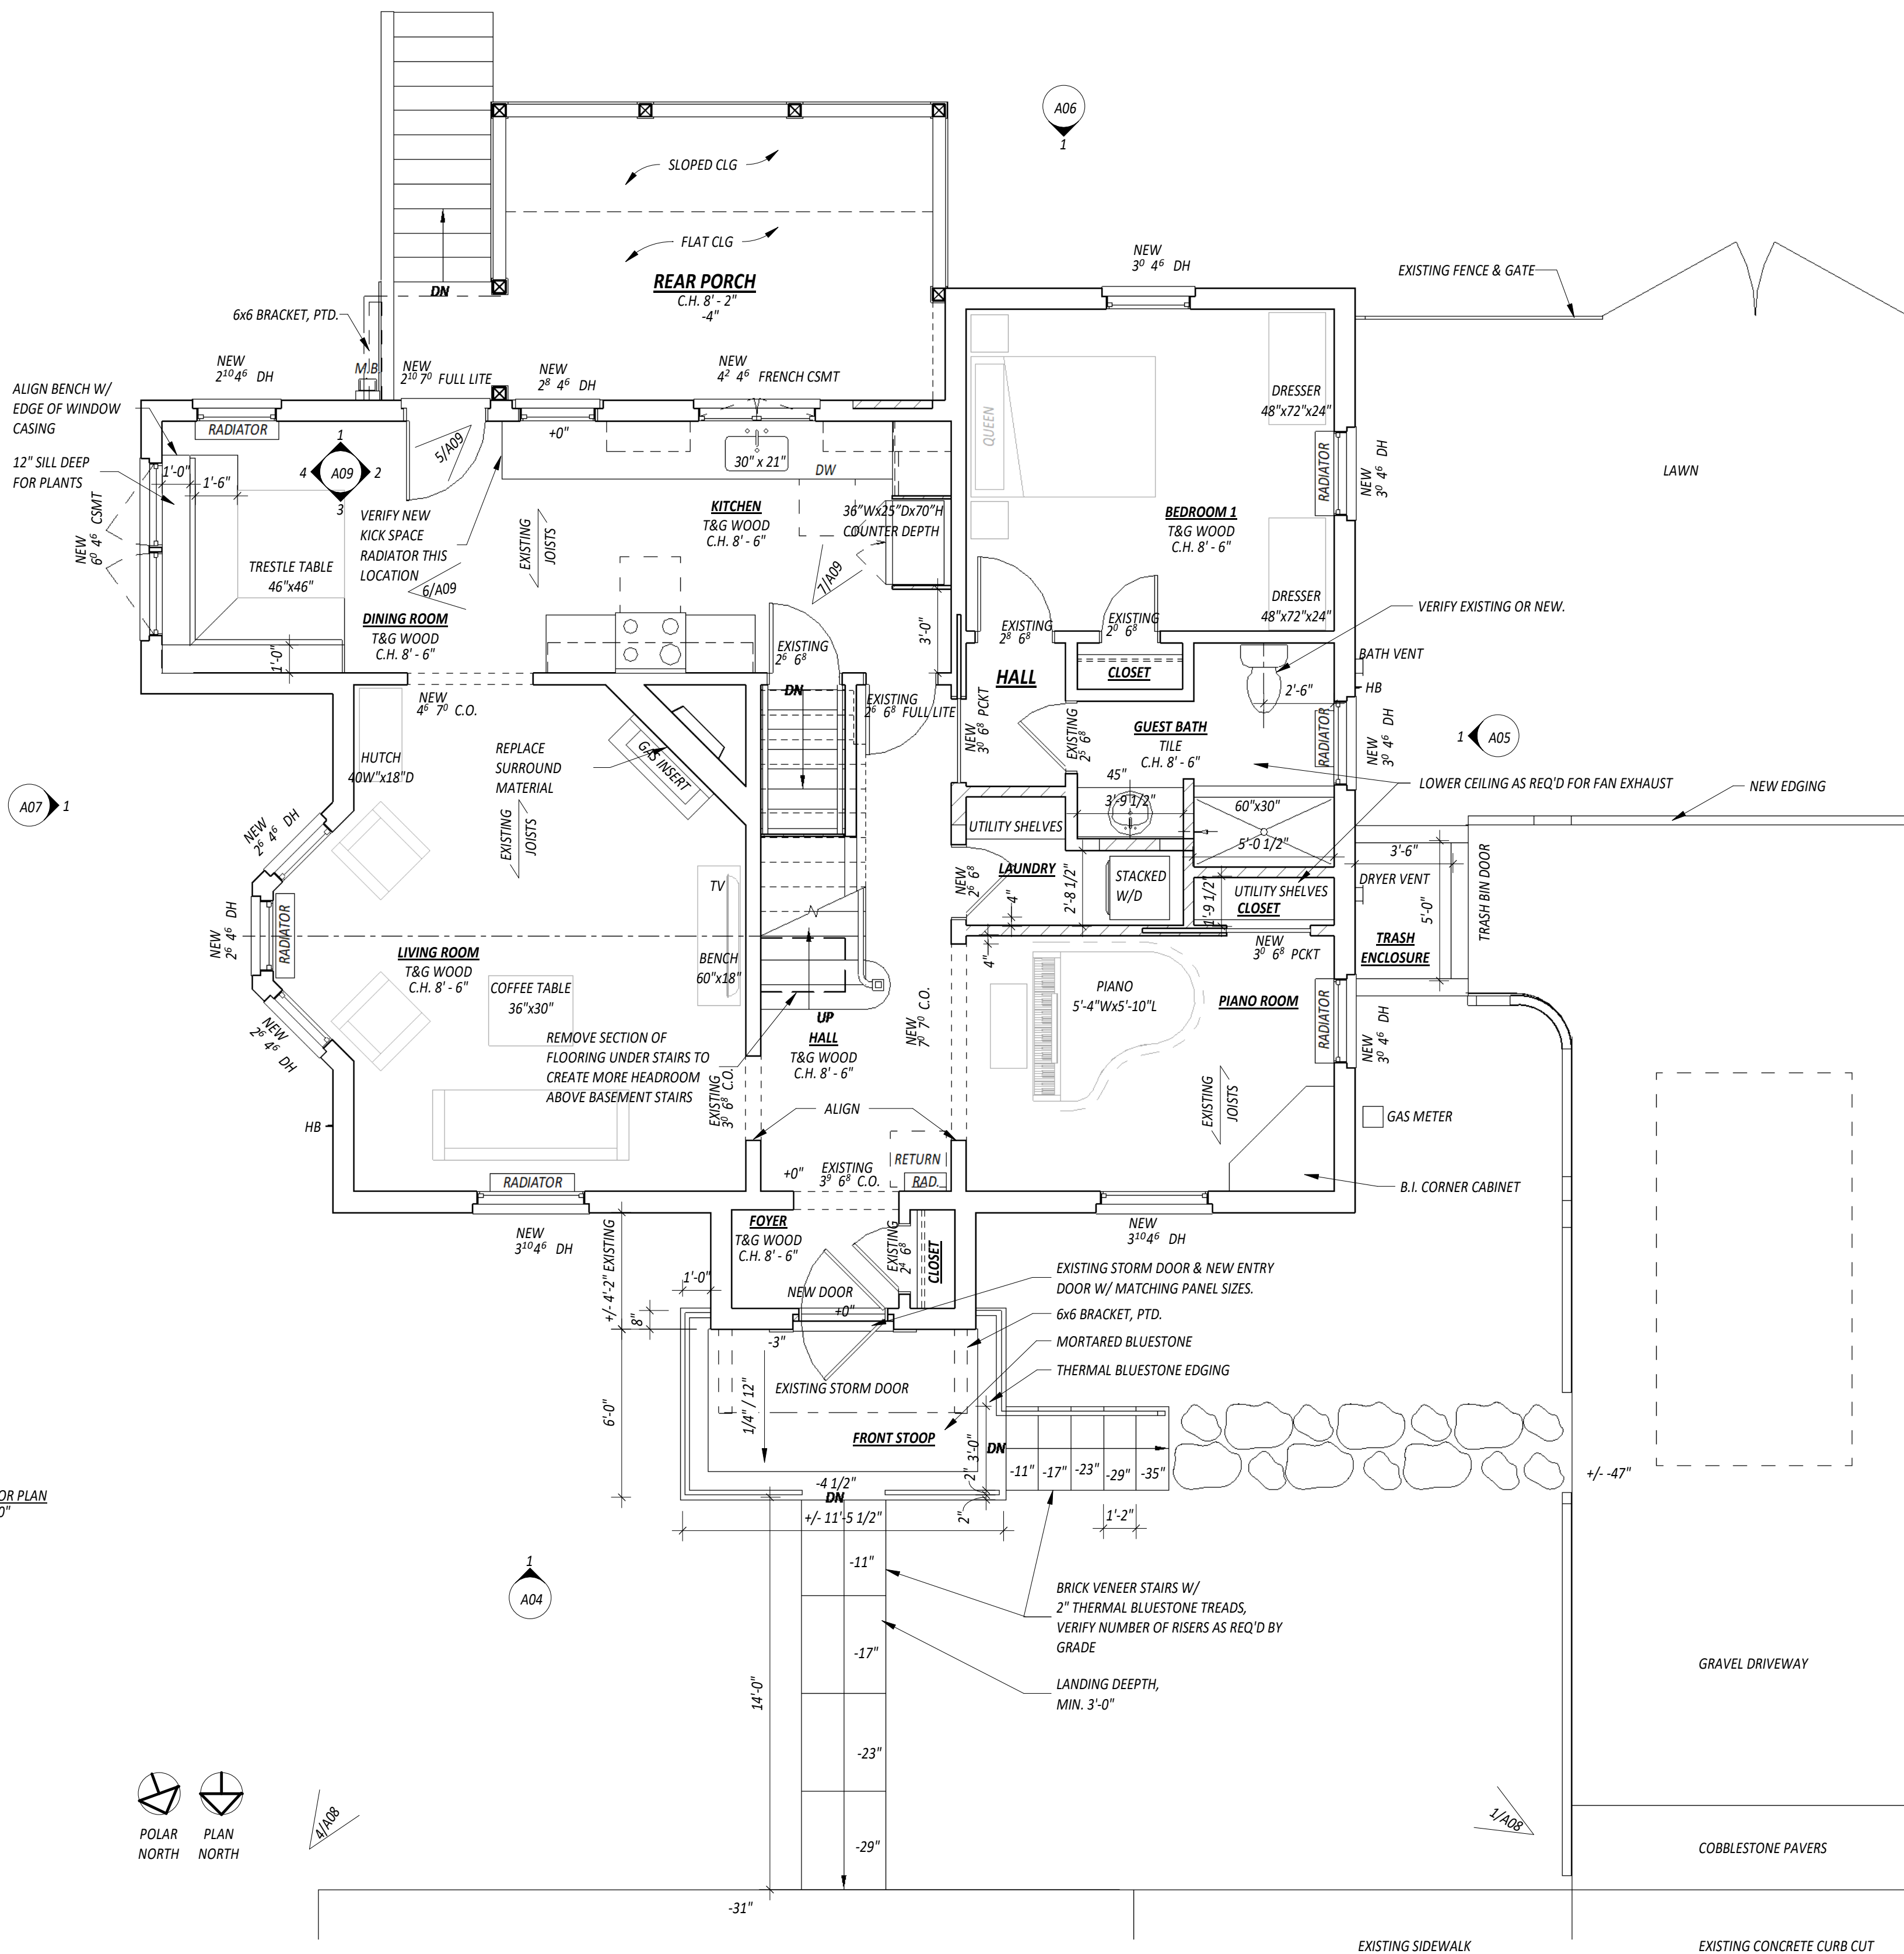 A06
1
SLOPED CLG
FLAT CLG
REAR PORCH
C.H. 8' - 2"
-4"
DN
6x6 BRACKET, PTD.
M.B
NEW
3⁰ 4⁶ DH
EXISTING FENCE & GATE
LAWN
NEW
2¹⁰ 4⁶ DH
NEW
2¹⁰ 7⁰ FULL LITE
NEW
2⁸ 4⁶ DH
NEW
4² 4⁶ FRENCH CSMT
ALIGN BENCH W/
EDGE OF WINDOW
CASING
12" SILL DEEP
FOR PLANTS
NEW
6⁰ 4⁶ CSMT
RADIATOR
1'-0"
1'-6"
1
4
A09
2
3
5/A09
+0"
30" x 21"
DW
KITCHEN
T&G WOOD
C.H. 8' - 6"
36"Wx25"Dx70"H
COUNTER DEPTH
7/A09
VERIFY NEW
KICK SPACE
RADIATOR THIS
LOCATION
6/A09
EXISTING
JOISTS
TRESTLE TABLE
46"x46"
DINING ROOM
T&G WOOD
C.H. 8' - 6"
1'-0"
3'-0"
QUEEN
DRESSER
48"x72"x24"
RADIATOR
NEW
3⁰ 4⁶ DH
BEDROOM 1
T&G WOOD
C.H. 8' - 6"
DRESSER
48"x72"x24"
VERIFY EXISTING OR NEW.
EXISTING
2⁸ 6⁸
EXISTING
2⁰ 6⁸
EXISTING
2⁶ 6⁸
DN
EXISTING
2⁶ 6⁸ FULL LITE
HALL
CLOSET
NEW
3⁰ 6⁸ PCKT
EXISTING
2⁵ 6⁸
GUEST BATH
TILE
C.H. 8' - 6"
2'-6"
RADIATOR
NEW
3⁰ 4⁶ DH
BATH VENT
HB
1
A05
LOWER CEILING AS REQ'D FOR FAN EXHAUST
NEW EDGING
NEW
4⁶ 7⁰ C.O.
HUTCH
40W"x18"D
REPLACE
SURROUND
MATERIAL
GAS INSERT
EXISTING
JOISTS
A07
1
NEW
2⁶ 4⁶ DH
NEW
2⁶ 4⁶ DH
NEW
2⁶ 4⁶ DH
RADIATOR
TV
LIVING ROOM
T&G WOOD
C.H. 8' - 6"
COFFEE TABLE
36"x30"
BENCH
60"x18"
45"
3'-9 1/2"
60"x30"
5'-0 1/2"
UTILITY SHELVES
LAUNDRY
NEW
2⁶ 6⁸
4"
2'-8 1/2"
STACKED
W/D
1'-9 1/2"
UTILITY SHELVES
CLOSET
4"
NEW
3⁰ 6⁸ PCKT
3'-6"
DRYER VENT
5'-0"
TRASH BIN DOOR
TRASH
ENCLOSURE
PIANO
5'-4"Wx5'-10"L
PIANO ROOM
RADIATOR
NEW
3⁰ 4⁶ DH
EXISTING
JOISTS
GAS METER
B.I. CORNER CABINET
REMOVE SECTION OF
FLOORING UNDER STAIRS TO
CREATE MORE HEADROOM
ABOVE BASEMENT STAIRS
UP
HALL
T&G WOOD
C.H. 8' - 6"
NEW
7⁰ 7⁰ C.O.
EXISTING
3⁰ 6⁸ C.O.
ALIGN
HB
RADIATOR
+0"
EXISTING
3⁹ 6⁸ C.O.
RETURN
RAD.
NEW
3¹⁰ 4⁶ DH
NEW
3¹⁰ 4⁶ DH
FOYER
T&G WOOD
C.H. 8' - 6"
EXISTING
2⁴ 6⁸
CLOSET
NEW DOOR
+0"
+/- 4'-2" EXISTING
1'-0"
8"
6'-0"
-3"
1/4" / 12"
EXISTING STORM DOOR
FRONT STOOP
EXISTING STORM DOOR & NEW ENTRY
DOOR W/ MATCHING PANEL SIZES.
6x6 BRACKET, PTD.
MORTARED BLUESTONE
THERMAL BLUESTONE EDGING
3'-0"
2"
2"
DN
-11"
-17"
-23"
-29"
-35"
1'-2"
+/- -47"
-4 1/2"
DN
+/- 11'-5 1/2"
OR PLAN
0"
1
A04
-11"
-17"
-23"
-29"
14'-0"
-31"
BRICK VENEER STAIRS W/
2" THERMAL BLUESTONE TREADS,
VERIFY NUMBER OF RISERS AS REQ'D BY
GRADE
LANDING DEEPTH,
MIN. 3'-0"
GRAVEL DRIVEWAY
POLAR
NORTH
PLAN
NORTH
4/A08
1/A08
COBBLESTONE PAVERS
EXISTING SIDEWALK
EXISTING CONCRETE CURB CUT